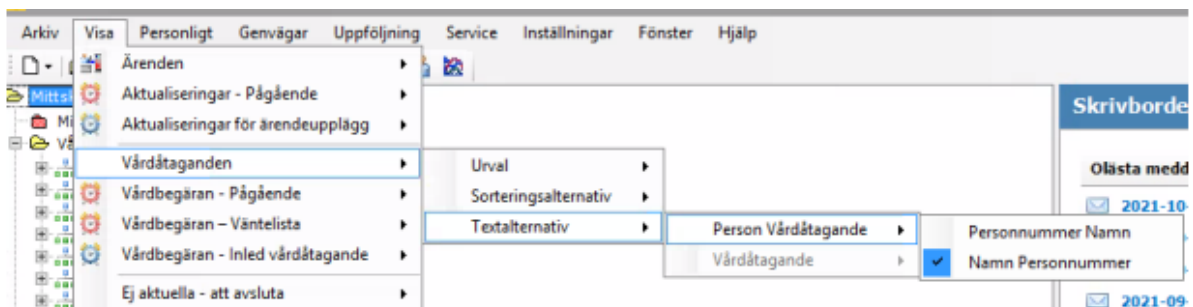 Arkiv Visa Personligt Genvägar Uppföljning Service Inställningar Fönster Hjälp
Ärenden
Aktualiseringar - Pågående
Aktualiseringar för ärendeupplägg
Vårdåtaganden
Vårdbegäran - Pågående
Vårdbegäran – Väntelista
Vårdbegäran - Inled vårdåtagande
Ej aktuella - att avsluta
Urval
Sorteringsalternativ
Textalternativ
Person Vårdåtagande
Vårdåtagande
Personnummer Namn
Namn Personnummer
Skrivborde
Olästa medd
2021-10-
2021-09-